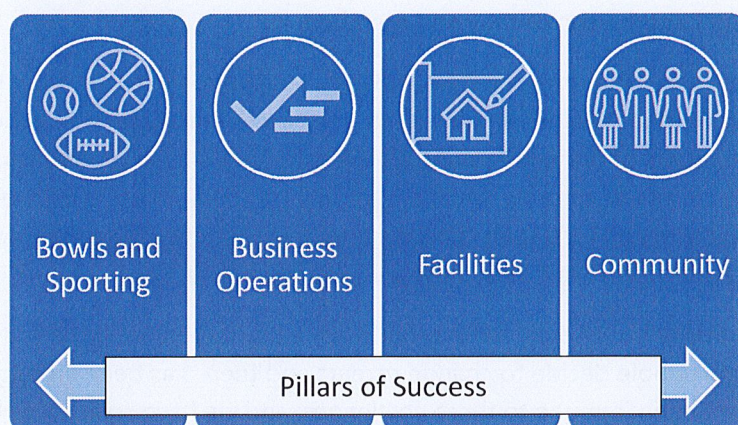 Bowls and
Sporting
Business
Operations
Facilities
Community
Pillars of Success